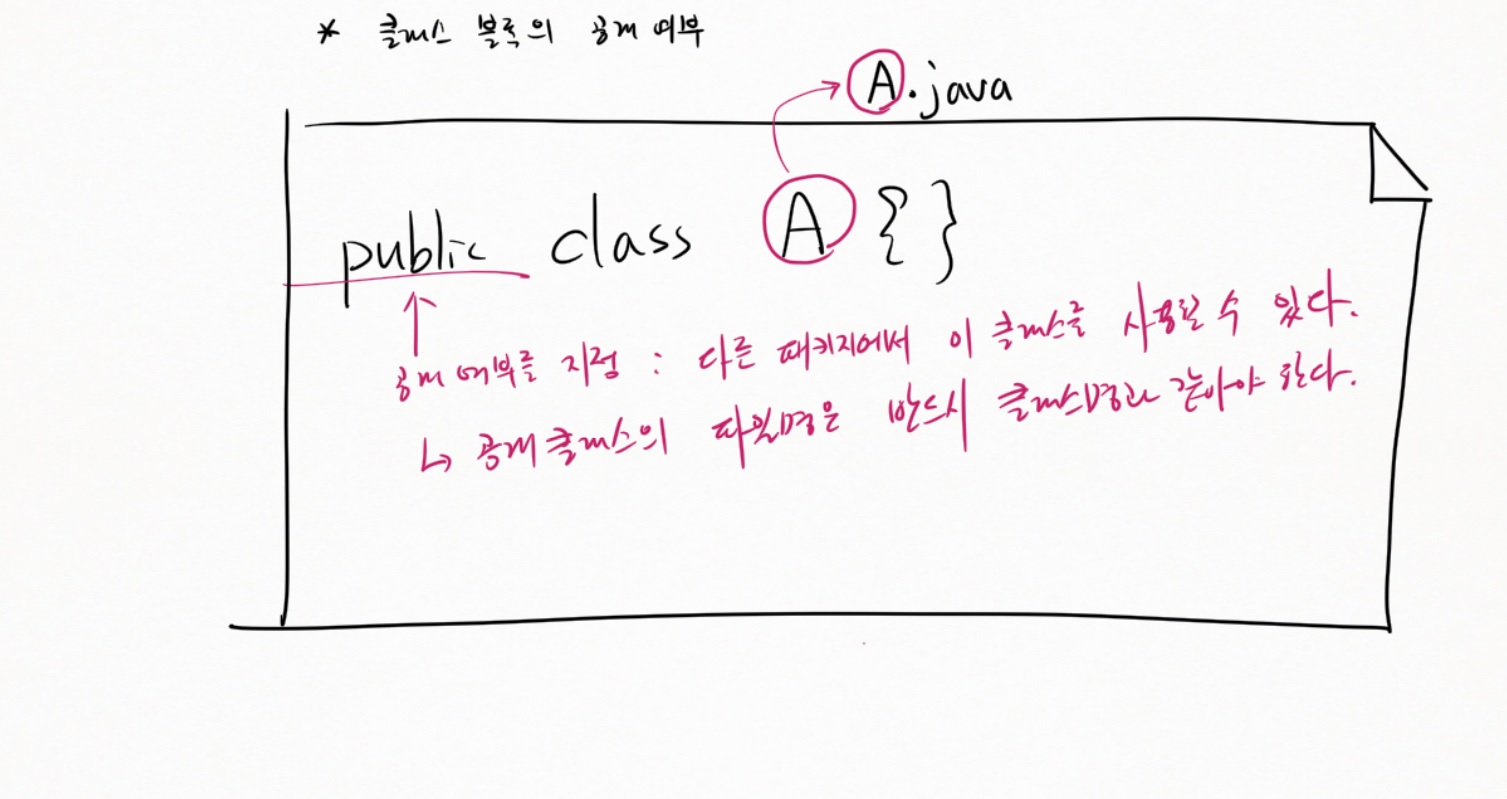 * 클래스 블록의 공개 여부
A.java
public class A {}
공개 여부를 지정 : 다른 패키지에서 이 클래스를 사용할 수 있다.
↳ 공개 클래스의 파일명은 반드시 클래스명과 같아야 한다.